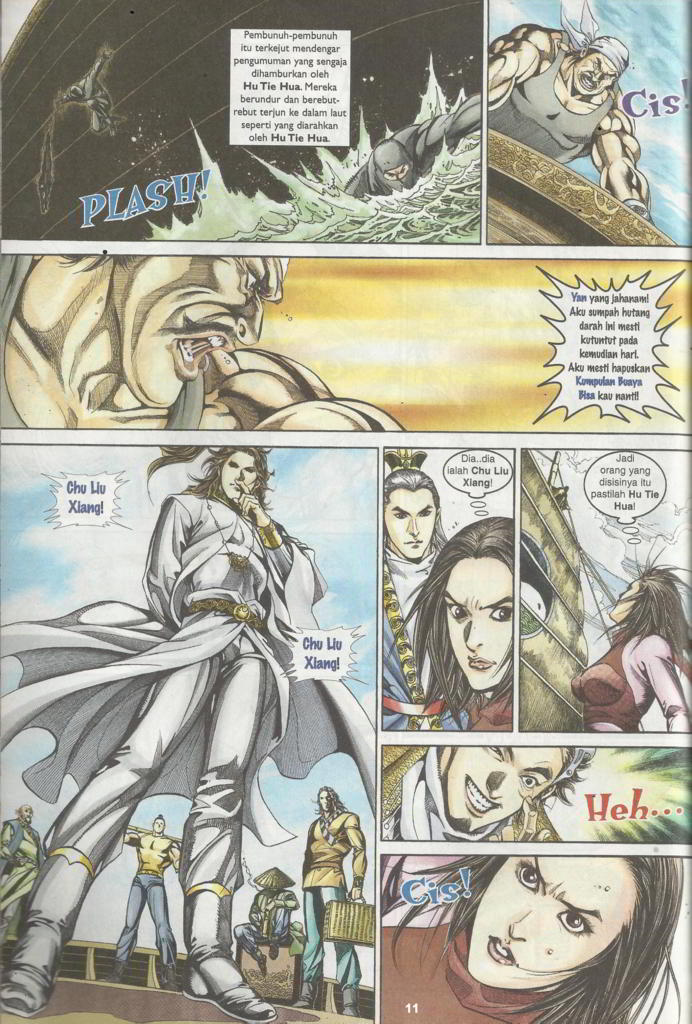 Pembunuh-pembunuh
itu terkejut mendengar
pengumuman yang sengaja
dihamburkan oleh
Hu Tie Hua. Mereka
berundur dan berebut-
rebut terjun ke dalam laut
seperti yang diarahkan
oleh Hu Tie Hua.
PLASH!
Cis!
Yan yang jahanam!
Aku sumpah hutang
darah ini mesti
kutuntut pada
kemudian hari.
Aku mesti hapuskan
Kumpulan Buaya
Bisa kau nanti!
Chu Liu
Xiang!
Chu Liu
Xiang!
Dia..dia
ialah Chu Liu
Xiang!
Jadi
orang yang
disisinya itu
pastilah Hu Tie
Hua!
Heh...
Cis!
11